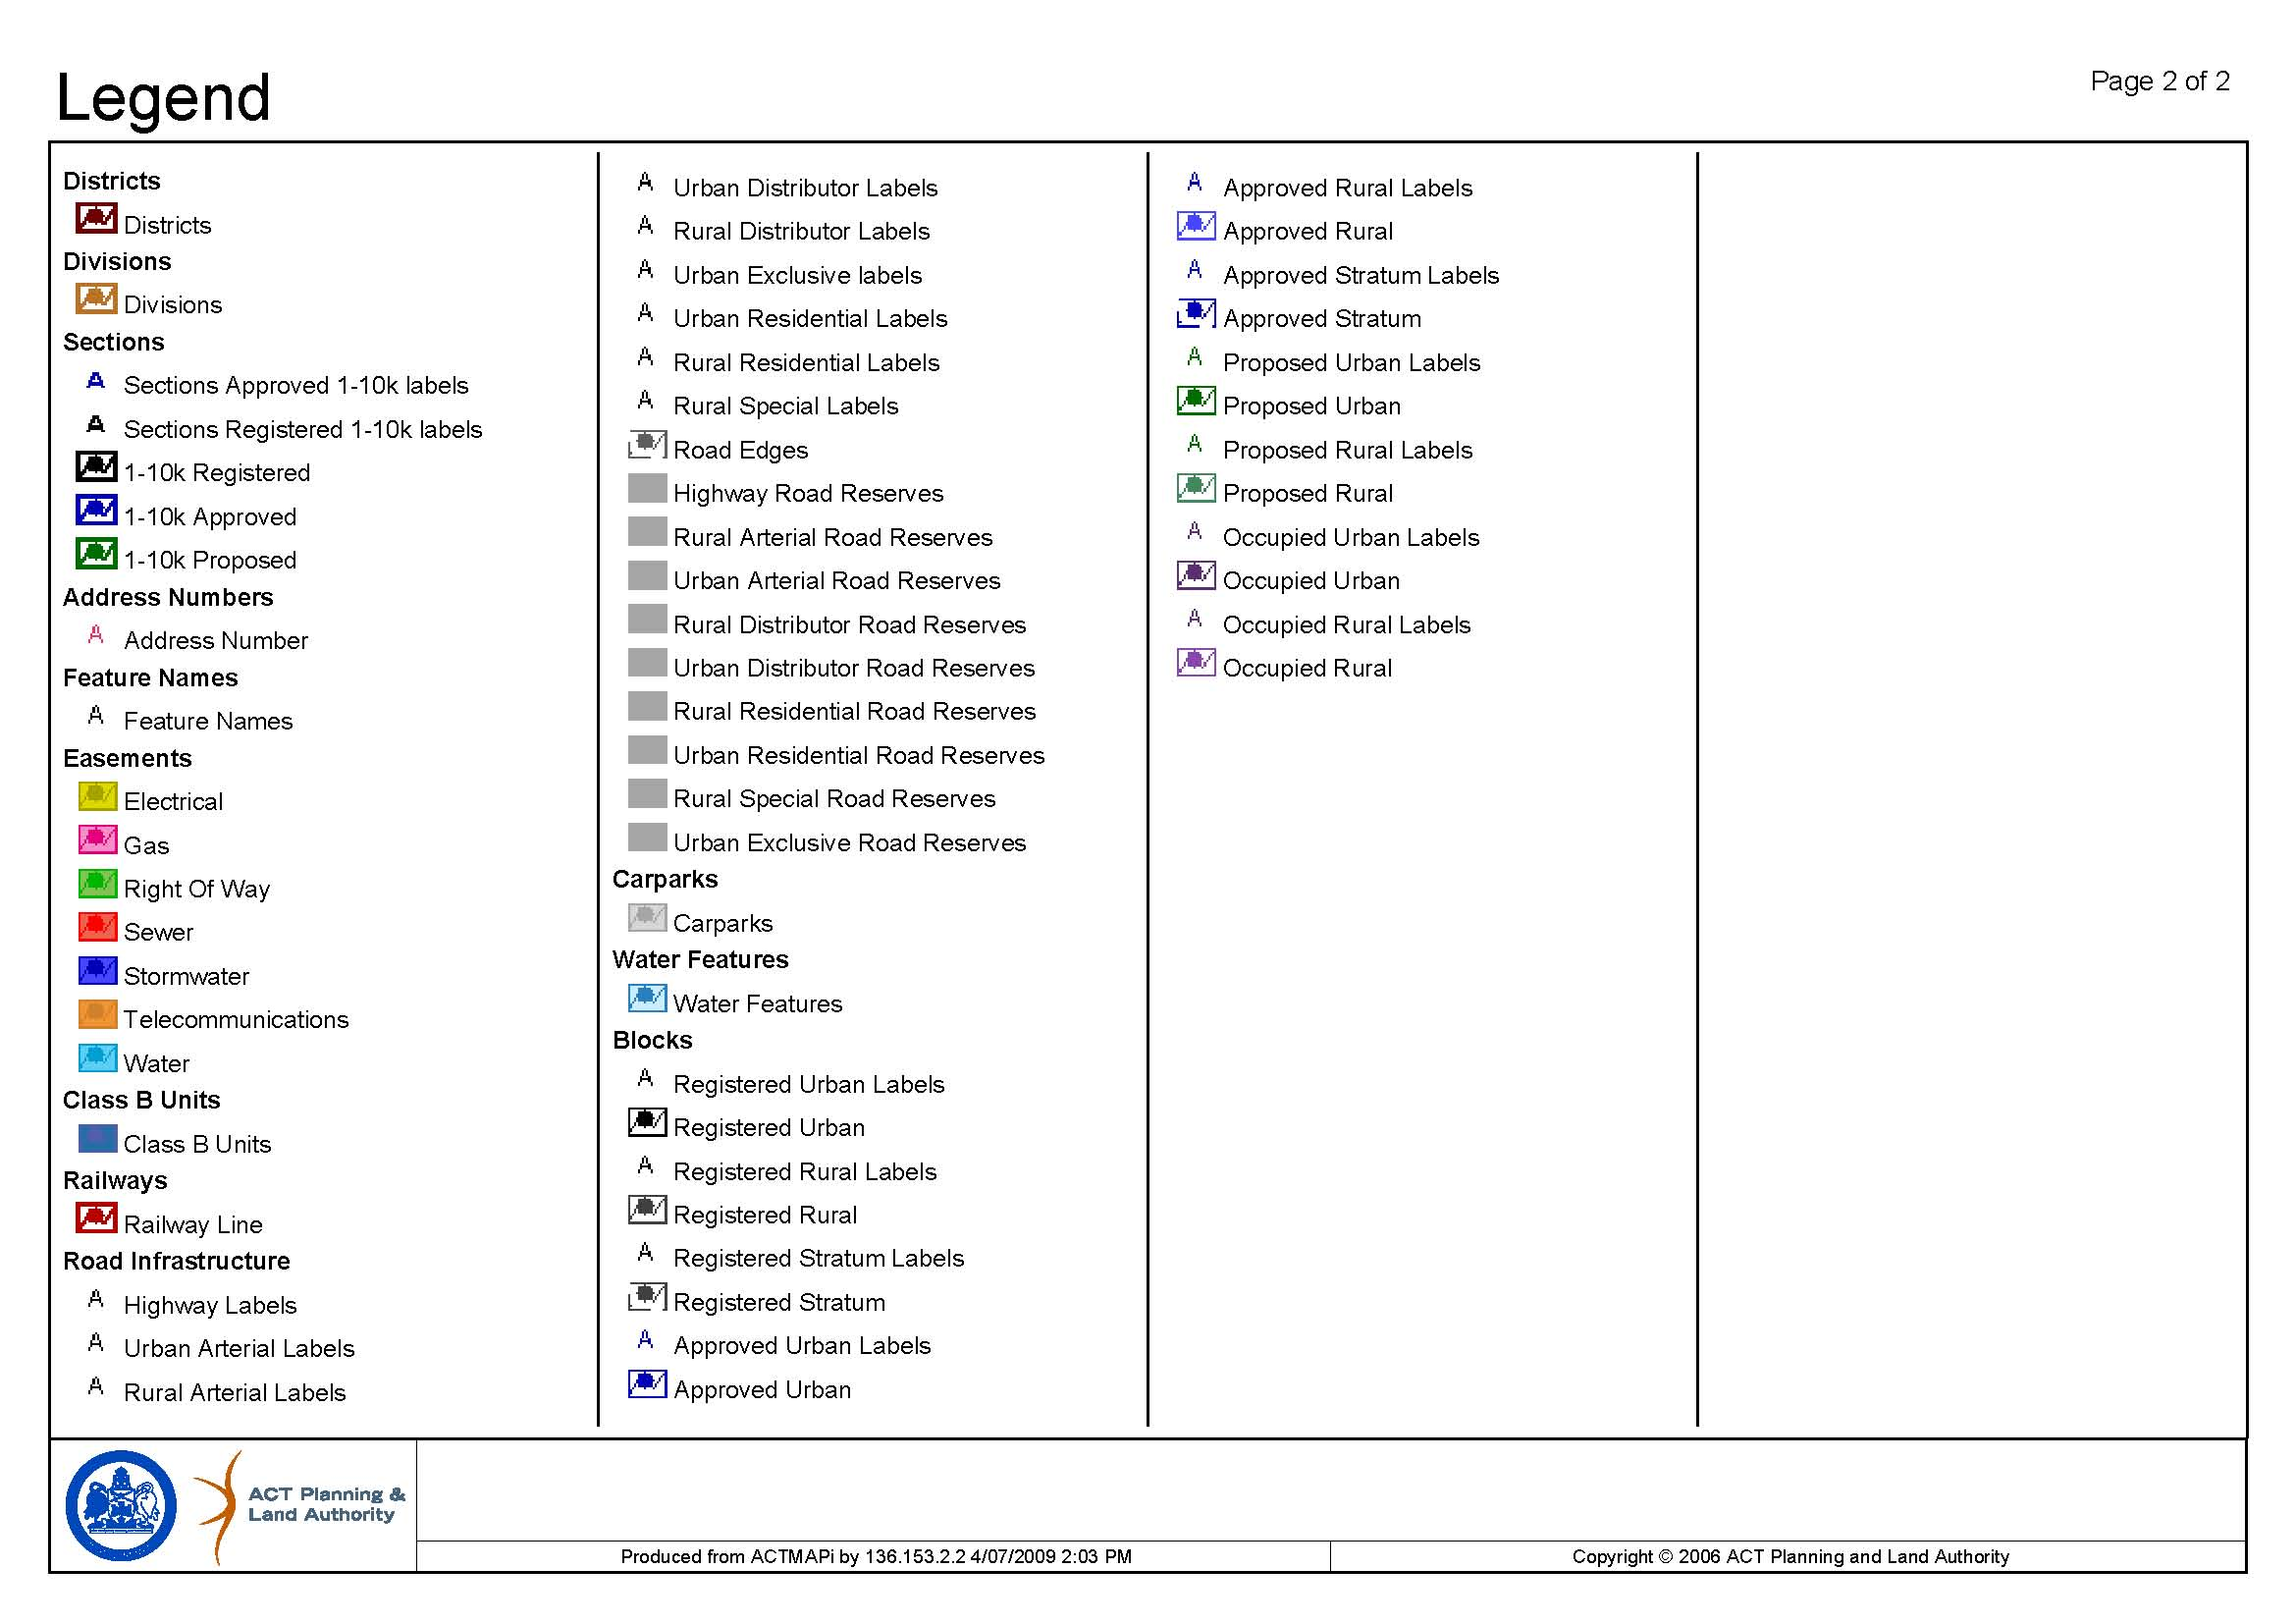 Legend
Page 2 of 2
Districts
Districts
Divisions
Divisions
Sections
A Sections Approved 1-10k labels
A Sections Registered 1-10k labels
1-10k Registered
1-10k Approved
1-10k Proposed
Address Numbers
A Address Number
Feature Names
A Feature Names
Easements
Electrical
Gas
Right Of Way
Sewer
Stormwater
Telecommunications
Water
Class B Units
Class B Units
Railways
Railway Line
Road Infrastructure
A Highway Labels
A Urban Arterial Labels
A Rural Arterial Labels
A Urban Distributor Labels
A Rural Distributor Labels
A Urban Exclusive labels
A Urban Residential Labels
A Rural Residential Labels
A Rural Special Labels
Road Edges
Highway Road Reserves
Rural Arterial Road Reserves
Urban Arterial Road Reserves
Rural Distributor Road Reserves
Urban Distributor Road Reserves
Rural Residential Road Reserves
Urban Residential Road Reserves
Rural Special Road Reserves
Urban Exclusive Road Reserves
Carparks
Carparks
Water Features
Water Features
Blocks
A Registered Urban Labels
Registered Urban
A Registered Rural Labels
Registered Rural
A Registered Stratum Labels
Registered Stratum
A Approved Urban Labels
Approved Urban
A Approved Rural Labels
Approved Rural
A Approved Stratum Labels
Approved Stratum
A Proposed Urban Labels
Proposed Urban
A Proposed Rural Labels
Proposed Rural
A Occupied Urban Labels
Occupied Urban
A Occupied Rural Labels
Occupied Rural
ACT Planning &
Land Authority
Produced from ACTMAPi by 136.153.2.2 4/07/2009 2:03 PM
Copyright © 2006 ACT Planning and Land Authority